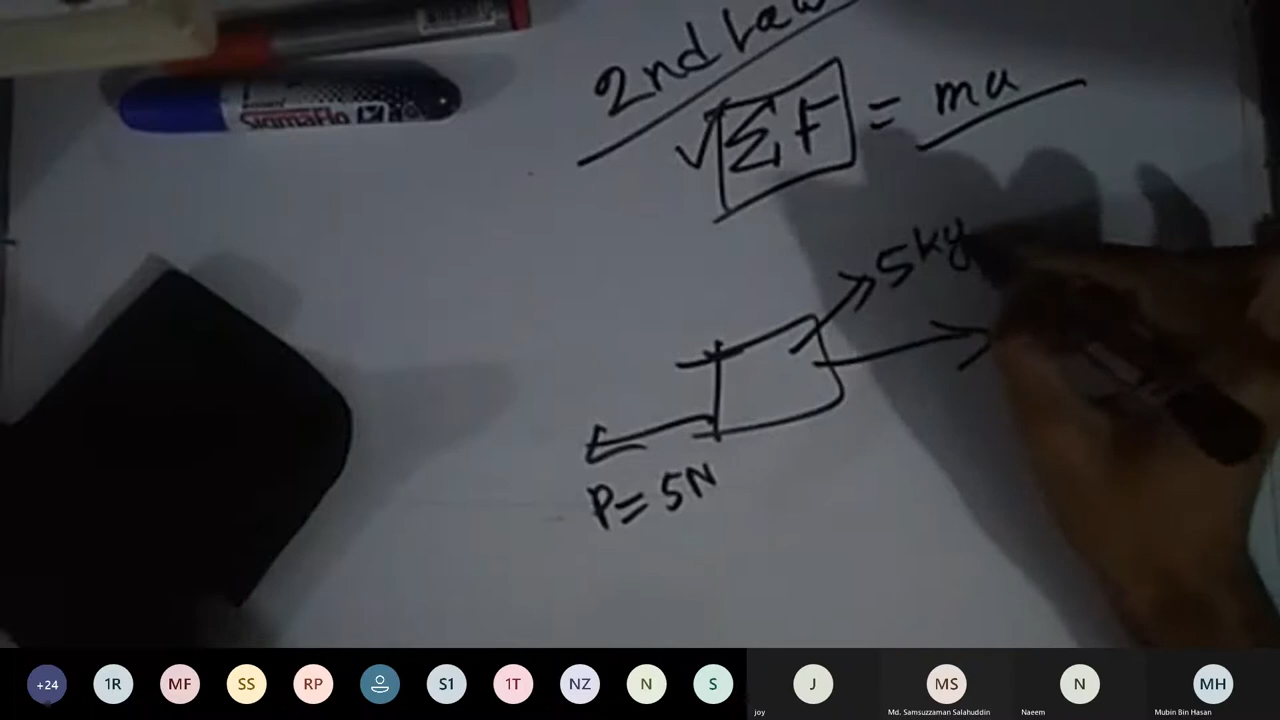 2nd Law
ΣF = ma
5kg
P = 5N
SigmaFlo
+24
1R
MF
SS
RP
S1
1T
NZ
N
S
J
MS
N
MH
joy
Md. Samsuzzaman Salahuddin
Naeem
Mubin Bin Hasan